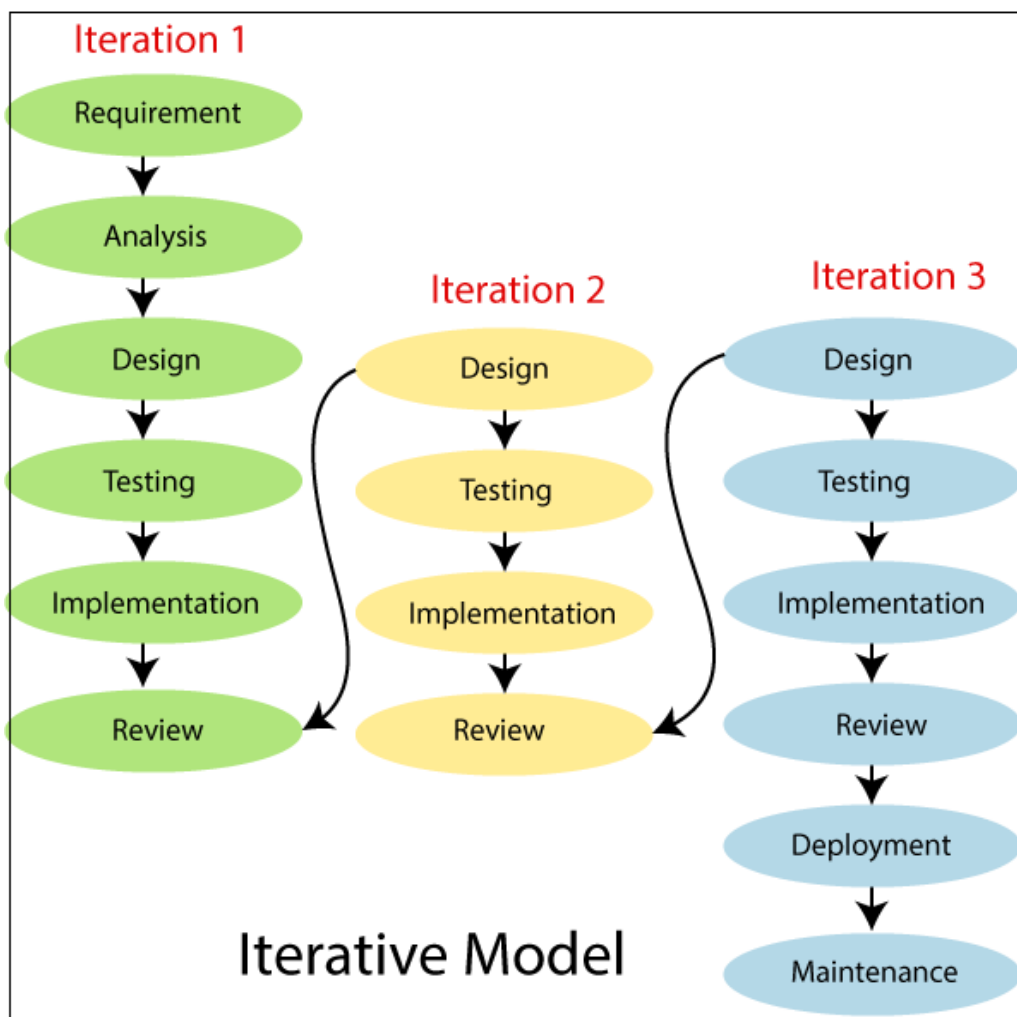 Iteration 1
Requirement
Analysis
Design
Testing
Implementation
Review
Iteration 2
Design
Testing
Implementation
Review
Iteration 3
Design
Testing
Implementation
Review
Deployment
Maintenance
Iterative Model